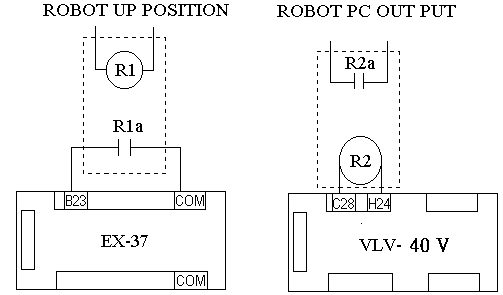 ROBOT UP POSITION
ROBOT PC OUT PUT
R1
R2a
R1a
R2
B23
COM
C28
H24
EX-37
VLV- 40 V
COM